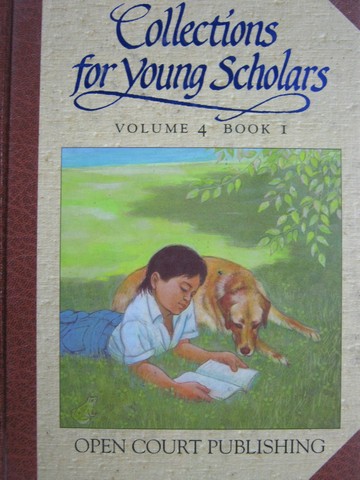 Collections
for Young Scholars
VOLUME 4 BOOK 1
OPEN COURT PUBLISHING